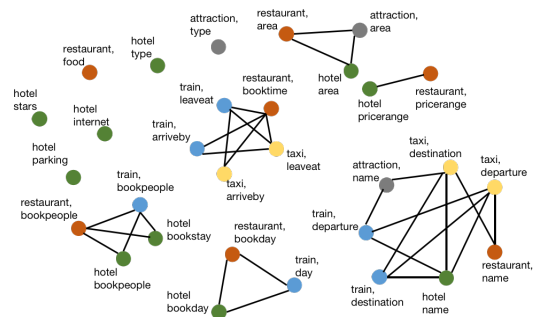 restaurant,
area
attraction,
area
attraction,
type
restaurant,
food
hotel
type
hotel
area
hotel
pricerange
restaurant,
pricerange
hotel
stars
hotel
internet
hotel
parking
train,
leaveat
restaurant,
booktime
train,
arriveby
taxi,
leaveat
taxi,
arriveby
train,
bookpeople
restaurant,
bookpeople
hotel
bookstay
hotel
bookpeople
restaurant,
bookday
train,
day
hotel
bookday
attraction,
name
taxi,
destination
taxi,
departure
train,
departure
train,
destination
hotel
name
restaurant,
name